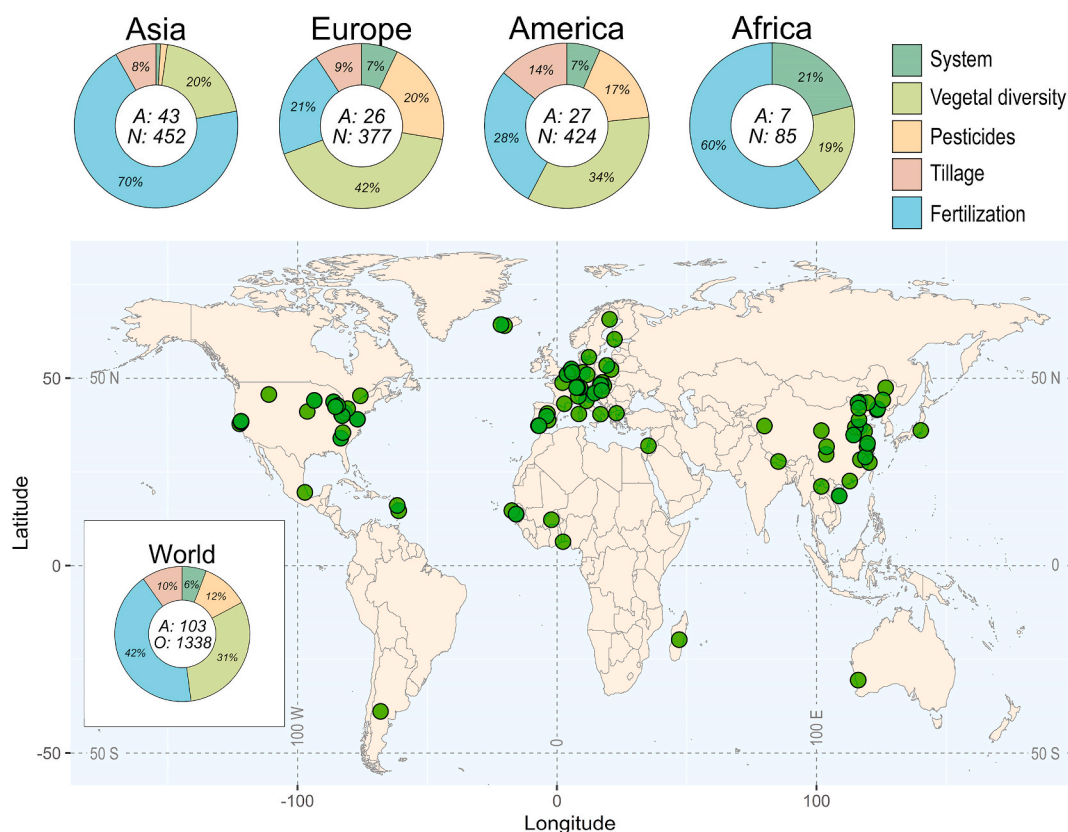 Asia
Europe
America
Africa
8%
20%
70%
A: 43
N: 452
9%
7%
20%
21%
42%
A: 26
N: 377
14%
7%
17%
28%
34%
A: 27
N: 424
21%
19%
60%
A: 7
N: 85
System
Vegetal diversity
Pesticides
Tillage
Fertilization
50
50 N
50 N
Latitude
0
0
World
10%
6%
12%
42%
31%
A: 103
O: 1338
100 W
0
100 E
-50
50 S
50 S
-100
0
100
Longitude